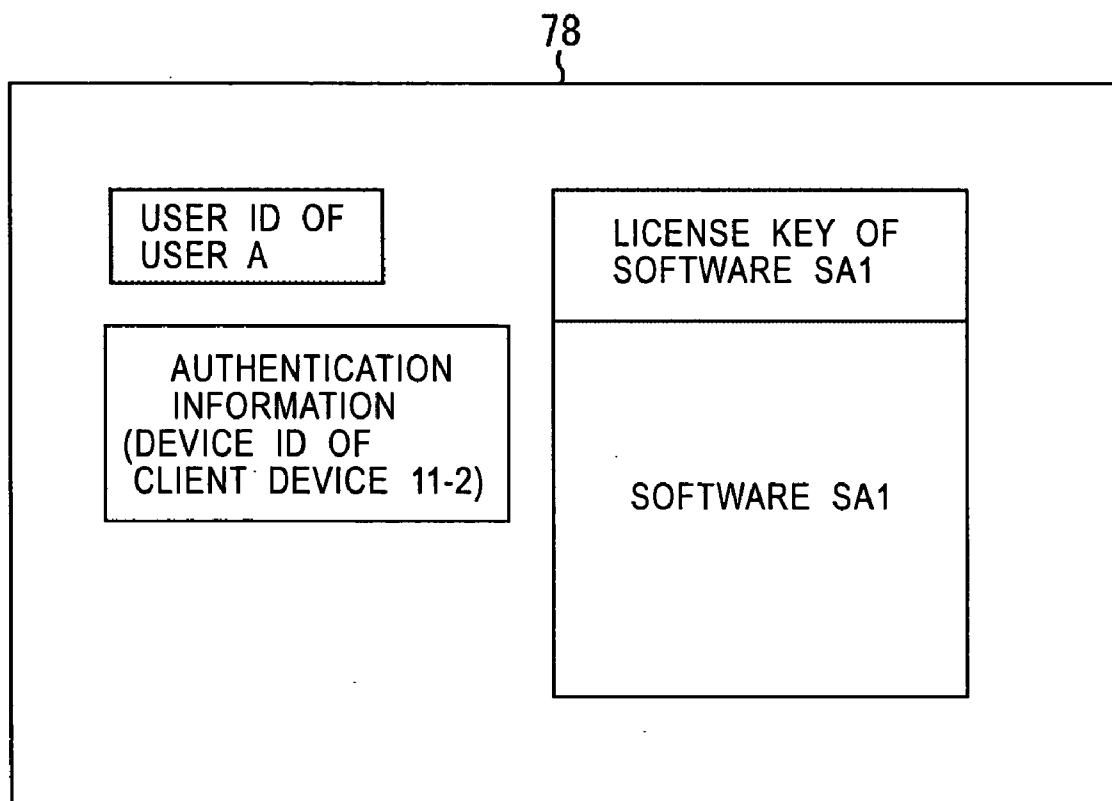 78
USER ID OF
USER A
AUTHENTICATION
INFORMATION
(DEVICE ID OF
CLIENT DEVICE 11-2)
LICENSE KEY OF
SOFTWARE SA1
SOFTWARE SA1